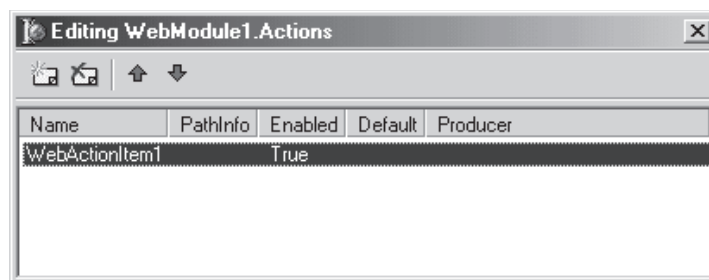 Editing WebModule1.Actions
Name PathInfo Enabled Default Producer
WebActionItem1 True